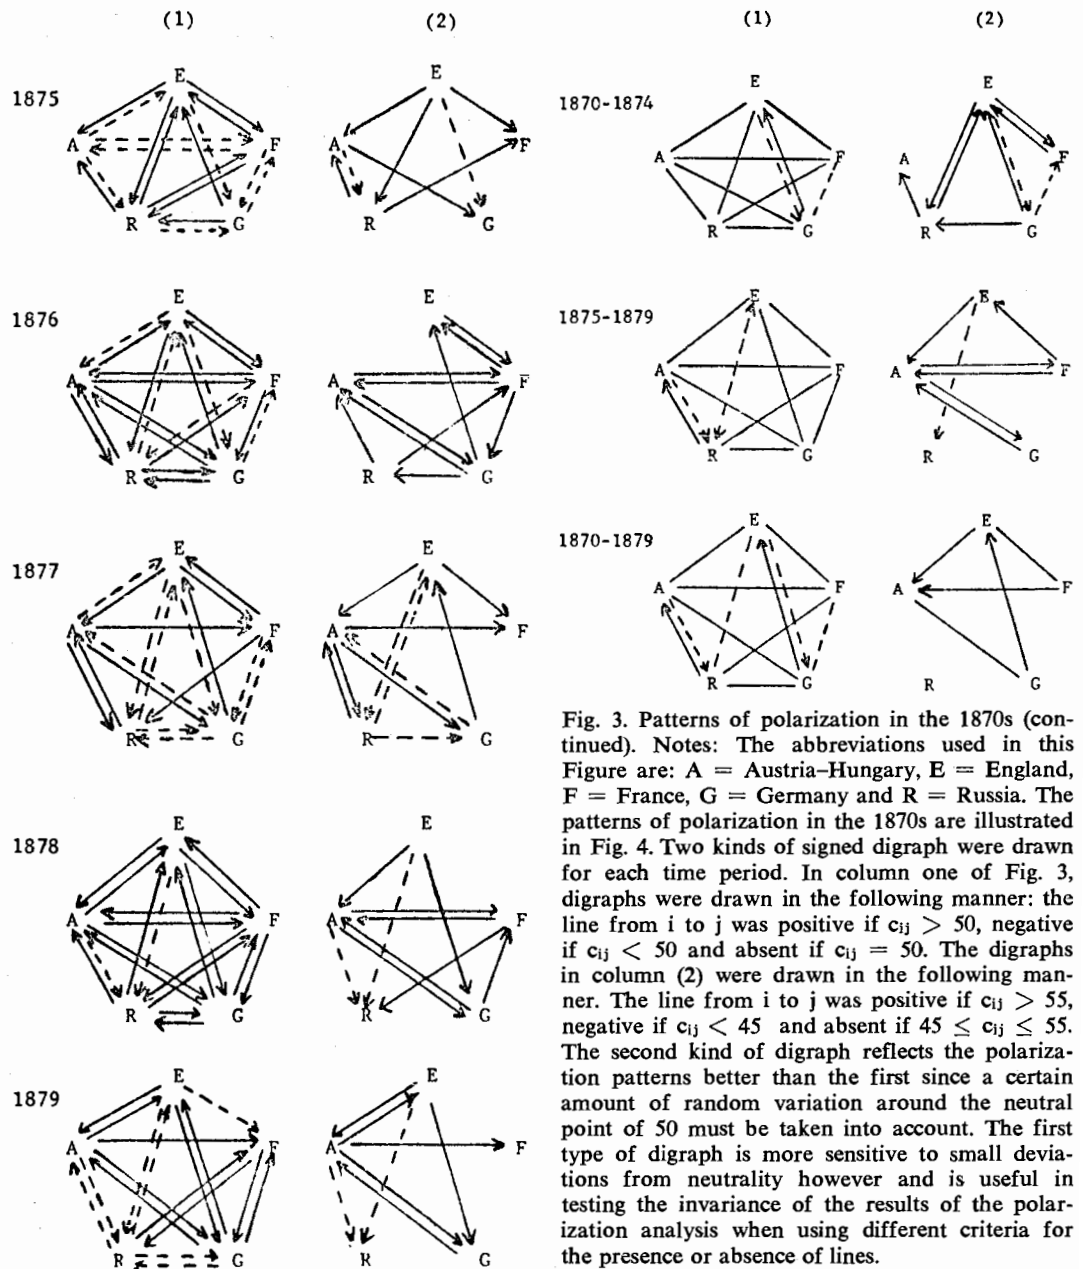 (1) (2)
1875
E
A F
R G
E
A F
R G
1876
E
A F
R G
E
A F
R G
1877
E
A F
R G
E
A F
R G
1878
E
A F
R G
E
A F
R G
1879
E
A F
R G
E
A F
R G
(1) (2)
1870-1874
E
A F
R G
E
A F
R G
1875-1879
E
A F
R G
E
A F
R G
1870-1879
E
A F
R G
E
A F
R G
Fig. 3. Patterns of polarization in the 1870s (con-
tinued). Notes: The abbreviations used in this
Figure are: A = Austria–Hungary, E = England,
F = France, G = Germany and R = Russia. The
patterns of polarization in the 1870s are illustrated
in Fig. 4. Two kinds of signed digraph were drawn
for each time period. In column one of Fig. 3,
digraphs were drawn in the following manner: the
line from i to j was positive if cij > 50, negative
if cij < 50 and absent if cij = 50. The digraphs
in column (2) were drawn in the following man-
ner. The line from i to j was positive if cij > 55,
negative if cij < 45 and absent if 45 ≤ cij ≤ 55.
The second kind of digraph reflects the polariza-
tion patterns better than the first since a certain
amount of random variation around the neutral
point of 50 must be taken into account. The first
type of digraph is more sensitive to small devia-
tions from neutrality however and is useful in
testing the invariance of the results of the polar-
ization analysis when using different criteria for
the presence or absence of lines.